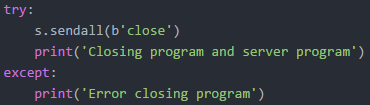 try:
    s.sendall(b'close')
    print('Closing program and server program')
except:
    print('Error closing program')